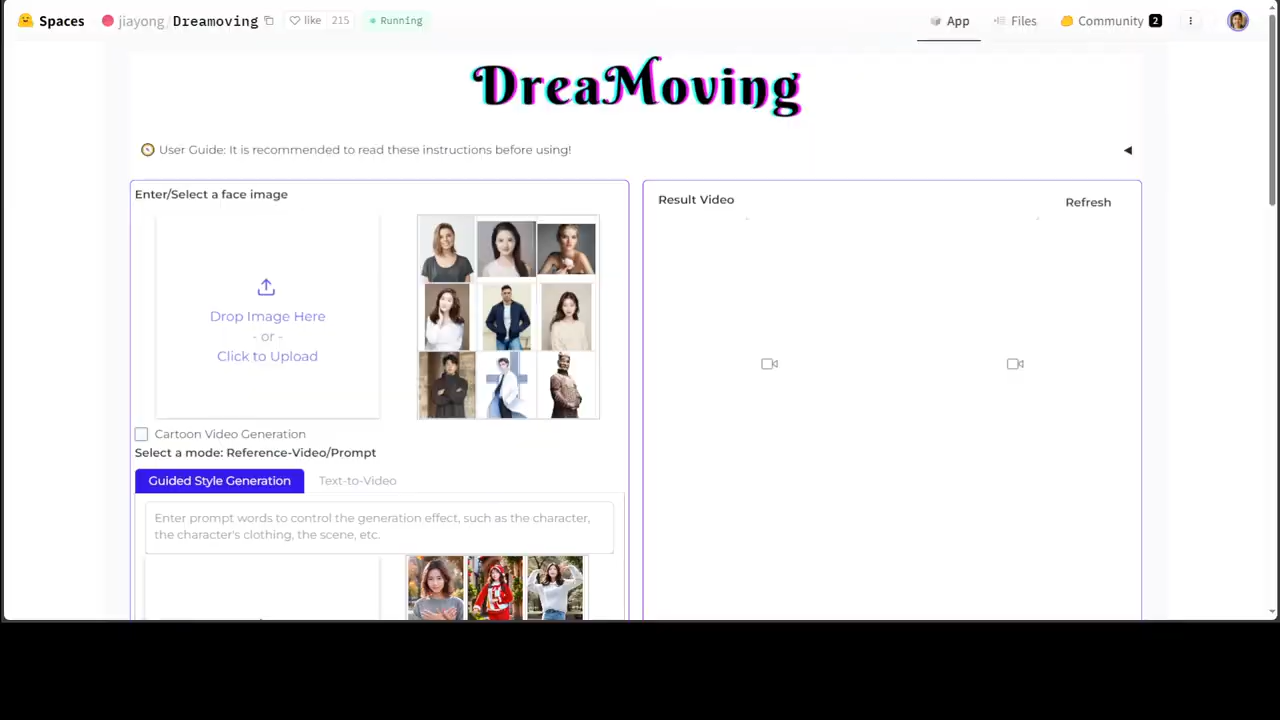 Spaces jiayong Dreamoving like 215 Running App Files Community 2
DreaMoving
User Guide: It is recommended to read these instructions before using!
Enter/Select a face image
Drop Image Here
- or -
Click to Upload
Cartoon Video Generation
Select a mode: Reference-Video/Prompt
Guided Style Generation Text-to-Video
Enter prompt words to control the generation effect, such as the character,
the character's clothing, the scene, etc.
Result Video Refresh